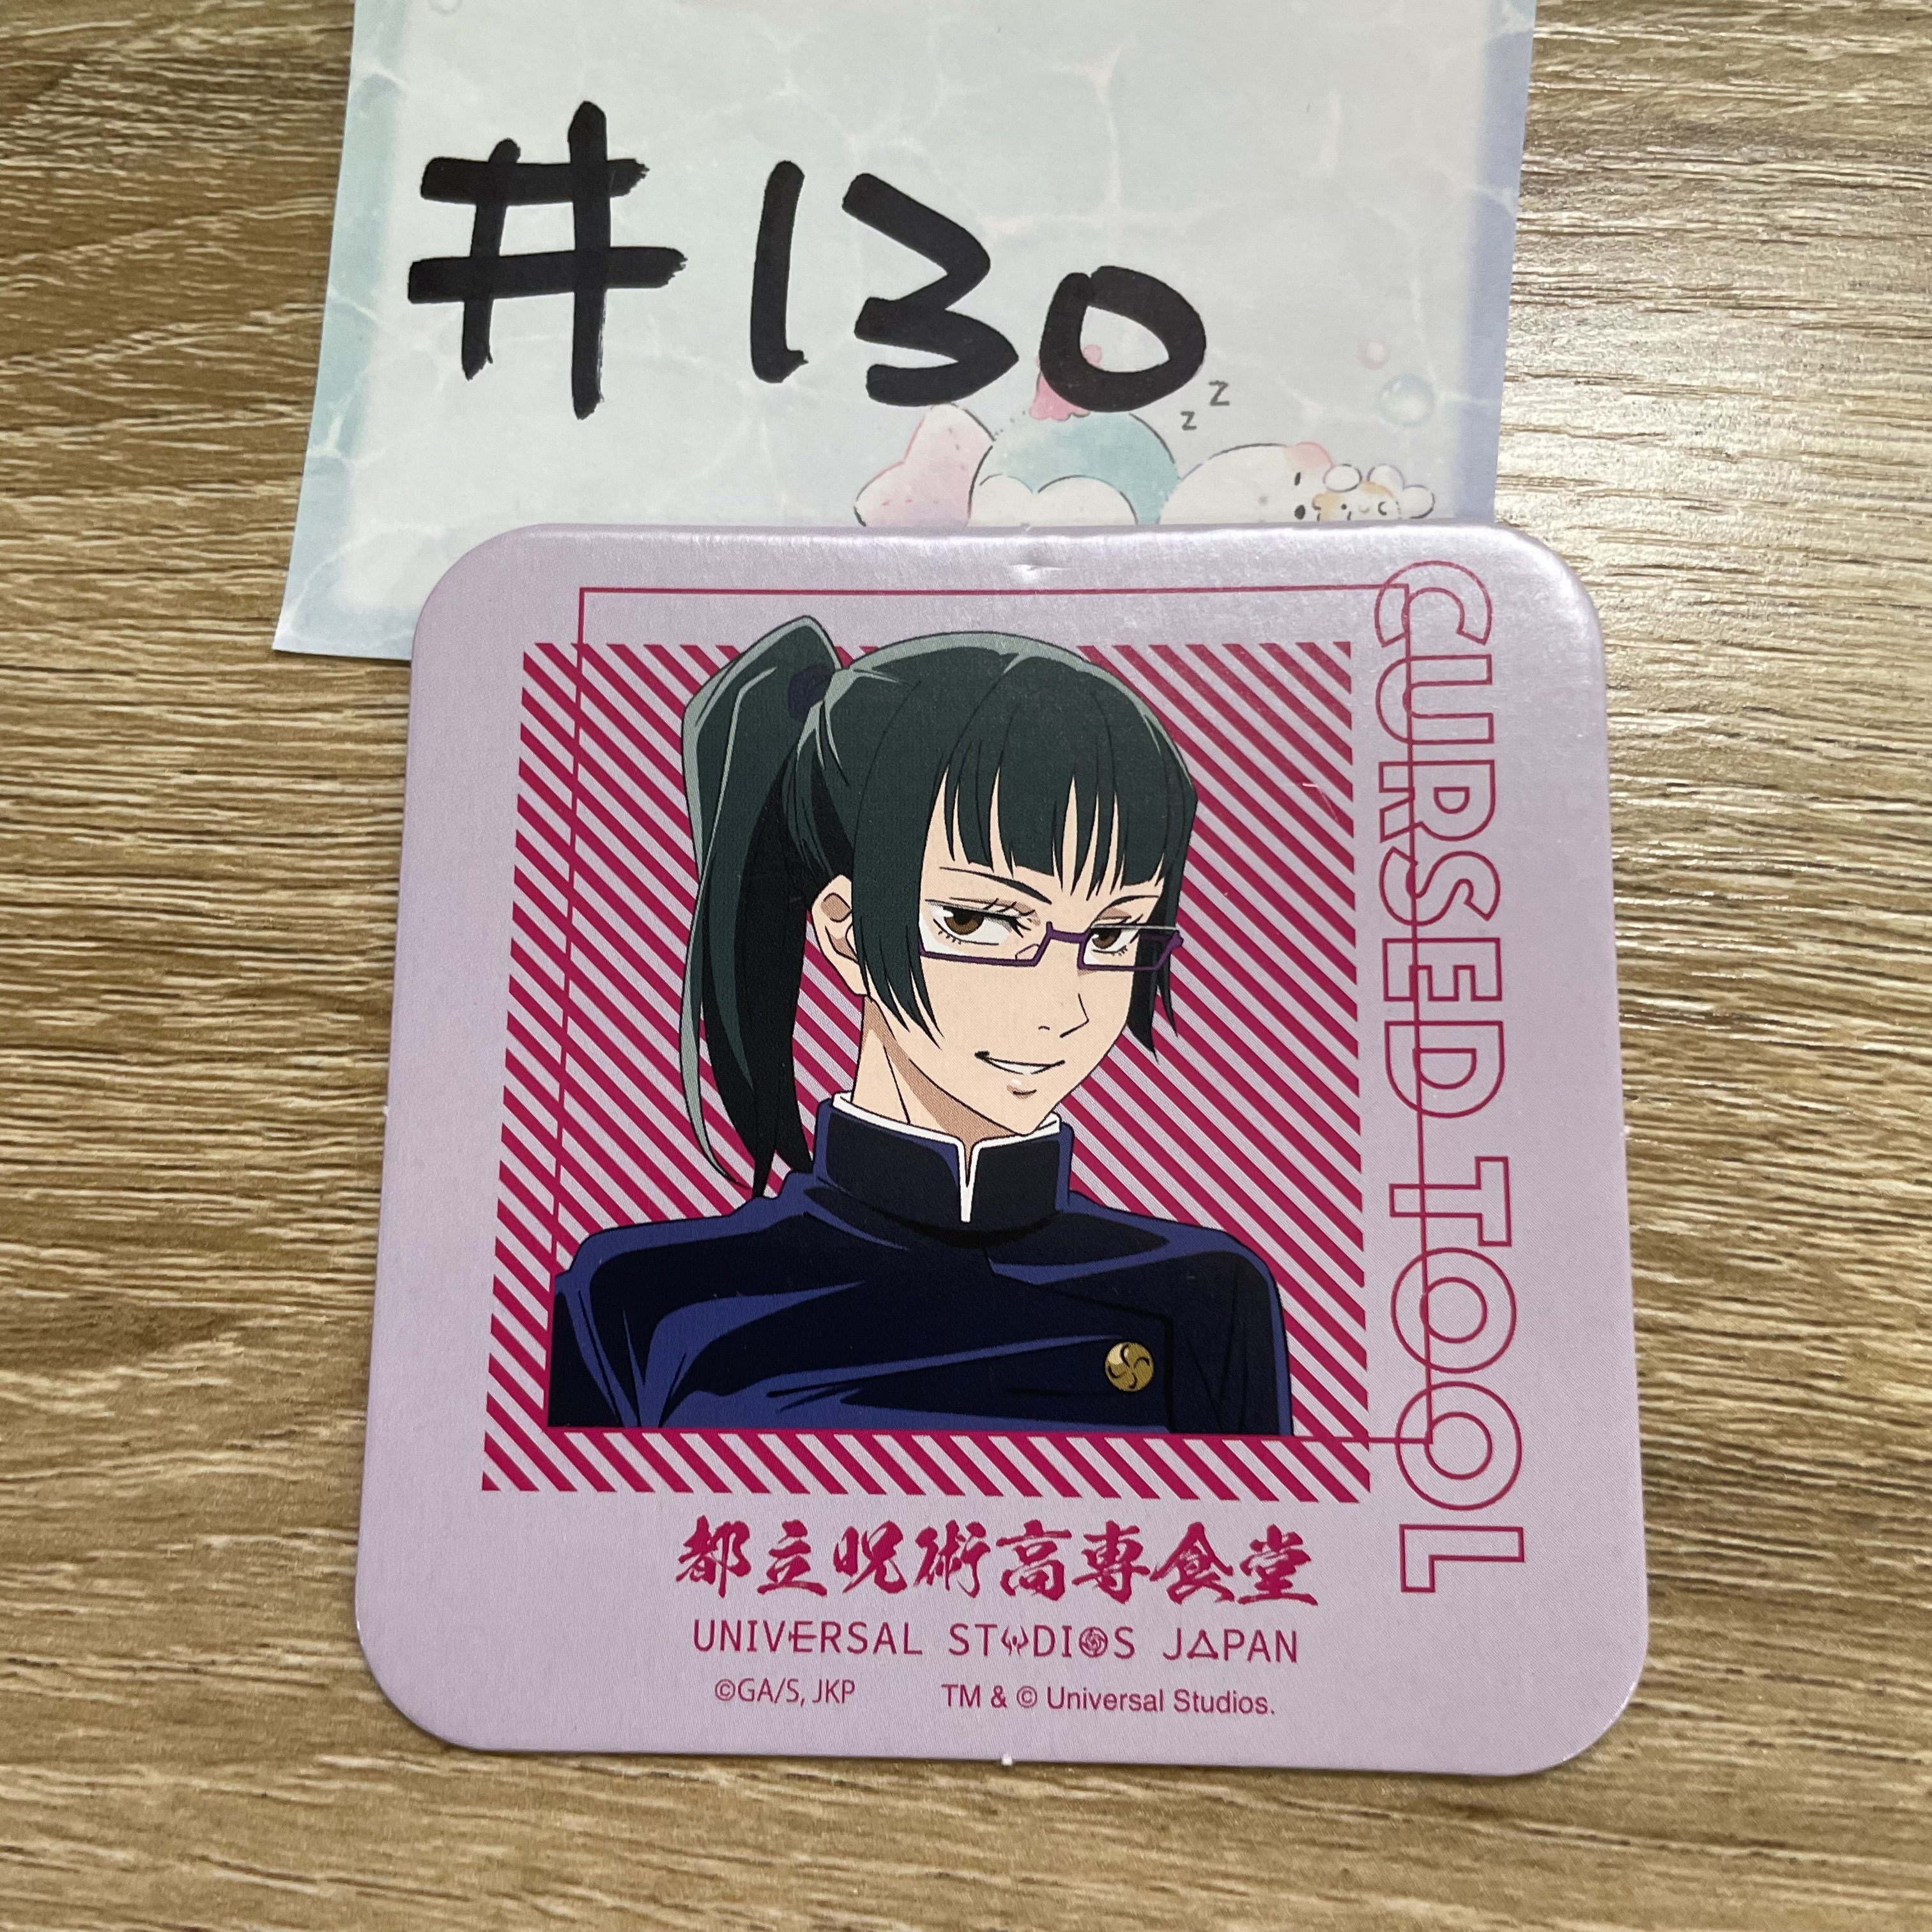 #130
z z
CURSED TOOL
都立呪術高専食堂
UNIVERSAL STUDIOS JAPAN
©GA/S, JKP TM & © Universal Studios.